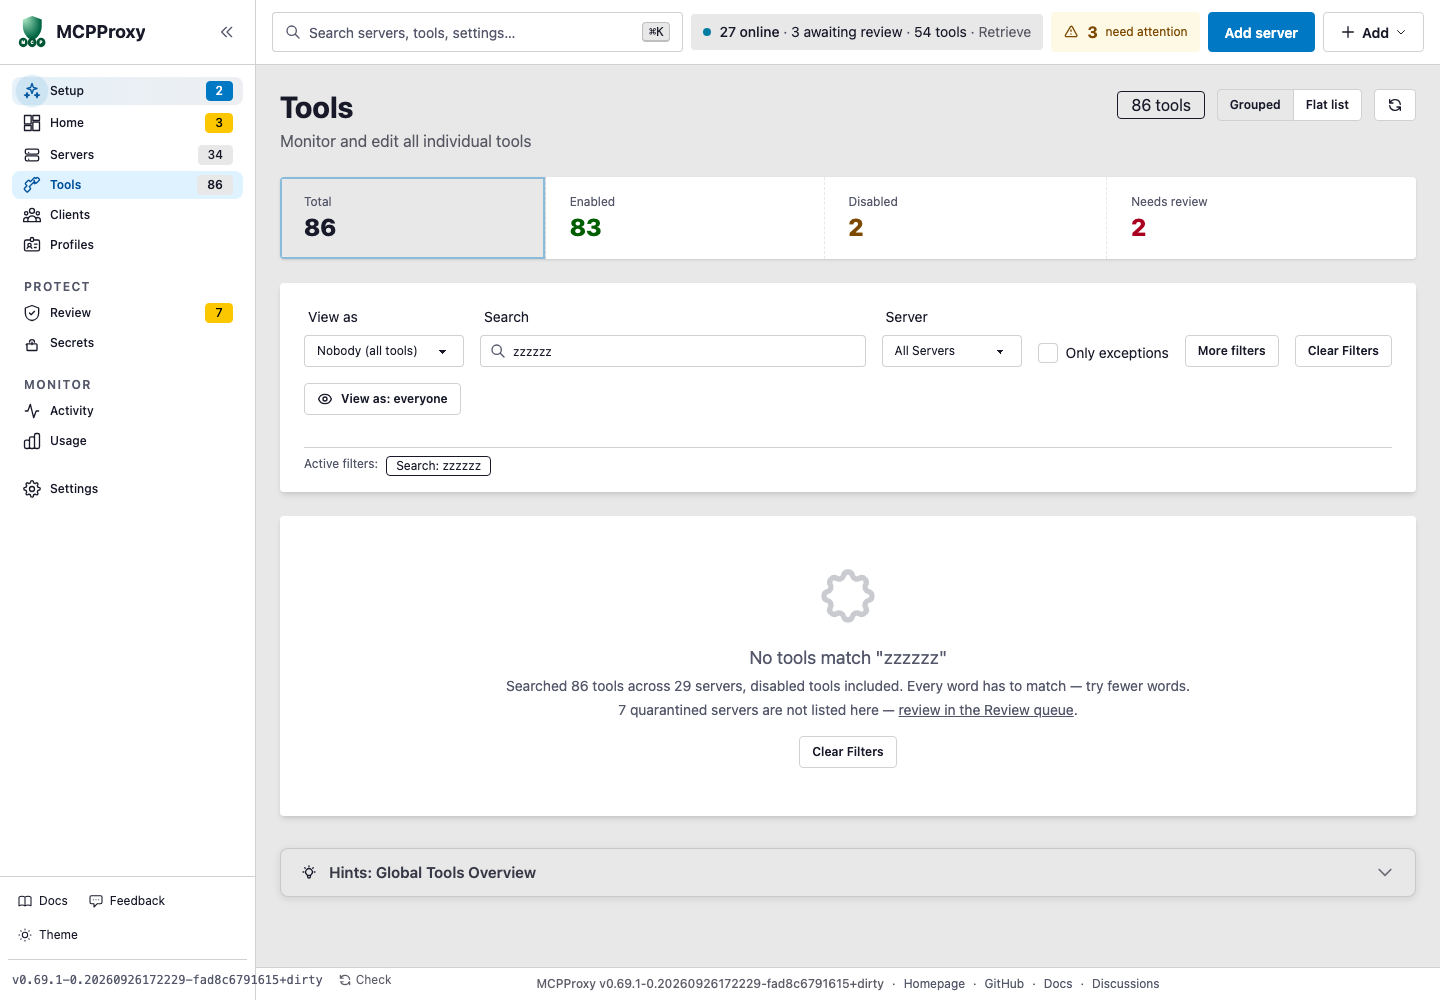 MCPProxy
Search servers, tools, settings...
⌘K
27 online · 3 awaiting review · 54 tools · Retrieve
3 need attention
Add server
Add
Setup 2
Home 3
Servers 34
Tools 86
Clients
Profiles
PROTECT
Review 7
Secrets
MONITOR
Activity
Usage
Settings
Docs
Feedback
Theme
v0.69.1-0.20260926172229-fad8c6791615+dirty
Check
Tools
Monitor and edit all individual tools
86 tools
Grouped
Flat list
Total
86
Enabled
83
Disabled
2
Needs review
2
View as
Nobody (all tools)
Search
zzzzzz
Server
All Servers
Only exceptions
More filters
Clear Filters
View as: everyone
Active filters:
Search: zzzzzz
No tools match "zzzzzz"
Searched 86 tools across 29 servers, disabled tools included. Every word has to match — try fewer words.
7 quarantined servers are not listed here — review in the Review queue.
Clear Filters
Hints: Global Tools Overview
MCPProxy v0.69.1-0.20260926172229-fad8c6791615+dirty · Homepage · GitHub · Docs · Discussions